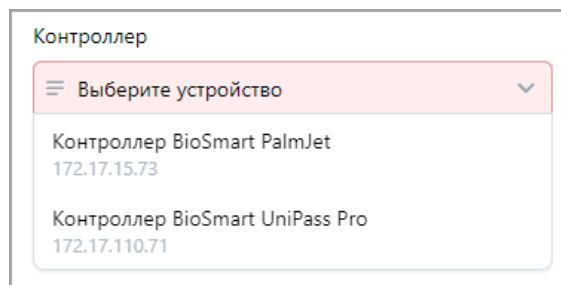 Контроллер
Выберите устройство
Контроллер BioSmart PalmJet
172.17.15.73
Контроллер BioSmart UniPass Pro
172.17.110.71